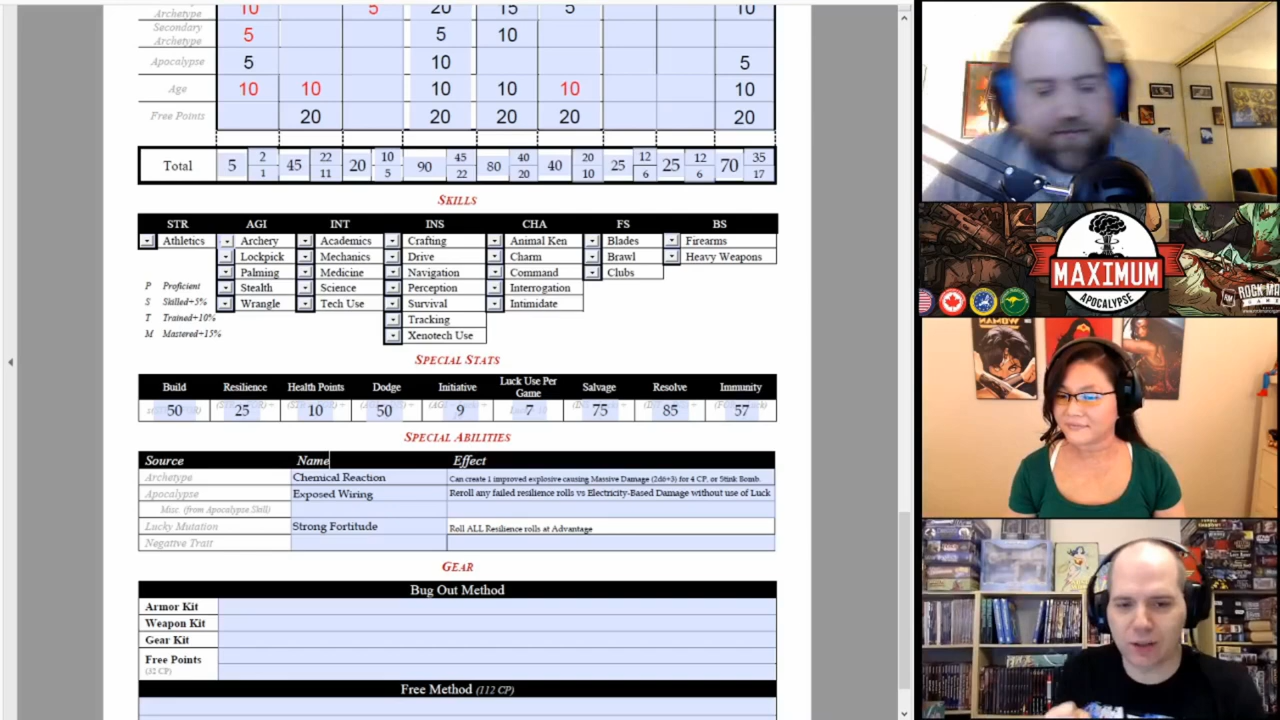 Archetype 10 5 20 15 5 10
Secondary Archetype 5 5 10
Apocalypse 5 10 5
Age 10 10 10 10 10 10
Free Points 20 20 20 20 20
Total 5 2 1 45 22 11 20 10 5 90 45 22 80 40 20 40 20 10 25 12 6 25 12 6 70 35 17
SKILLS
STR AGI INT INS CHA FS BS
Athletics Archery Academics Crafting Animal Ken Blades Firearms
Lockpick Mechanics Drive Charm Brawl Heavy Weapons
Palming Medicine Navigation Command Clubs
P Proficient Stealth Science Perception Interrogation
S Skilled+5% Wrangle Tech Use Survival Intimidate
T Trained+10% Tracking
M Mastered+15% Xenotech Use
SPECIAL STATS
Build Resilience Health Points Dodge Initiative Luck Use Per Game Salvage Resolve Immunity
50 25 10 50 9 7 75 85 57
SPECIAL ABILITIES
Source Name Effect
Archetype Chemical Reaction Can create 1 improved explosive causing Massive Damage (2d6+3) for 4 CP, or Stink Bomb.
Apocalypse Exposed Wiring Reroll any failed resilience rolls vs Electricity-Based Damage without use of Luck
Misc. (from Apocalypse Skill)
Lucky Mutation Strong Fortitude Roll ALL Resilience rolls at Advantage
Negative Trait
GEAR
Bug Out Method
Armor Kit
Weapon Kit
Gear Kit
Free Points
(32 CP)
Free Method (112 CP)
MAXIMUM
APOCALYPSE